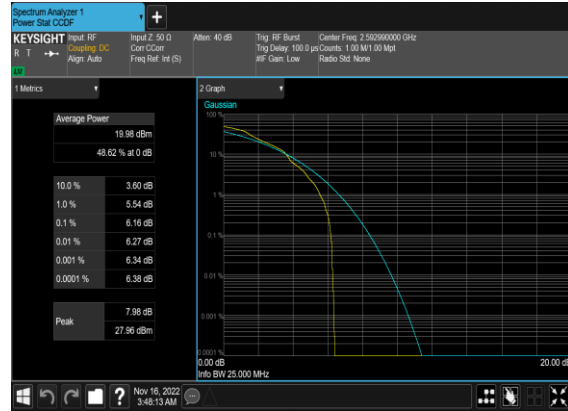 Spectrum Analyzer 1
Power Stat CCDF
KEYSIGHT
R T
LXI
Input: RF
Coupling: DC
Align: Auto
Input Z: 50 Ω
Corr CCorr
Freq Ref: Int (S)
Atten: 40 dB
Trig: RF Burst
Trig Delay: 100.0 µs
#IF Gain: Low
Center Freq: 2.592990000 GHz
Counts: 1.00 M/1.00 Mpt
Radio Std: None
1 Metrics
Average Power
19.98 dBm
48.62 % at 0 dB
10.0 % 3.60 dB
1.0 % 5.54 dB
0.1 % 6.16 dB
0.01 % 6.27 dB
0.001 % 6.34 dB
0.0001 % 6.38 dB
Peak
7.98 dB
27.96 dBm
2 Graph
Gaussian
100 %
10 %
1 %
0.1 %
0.01 %
0.001 %
0.0001 %
0.00 dB
20.00 dB
Info BW 25.000 MHz
?
Nov 16, 2022
3:48:13 AM